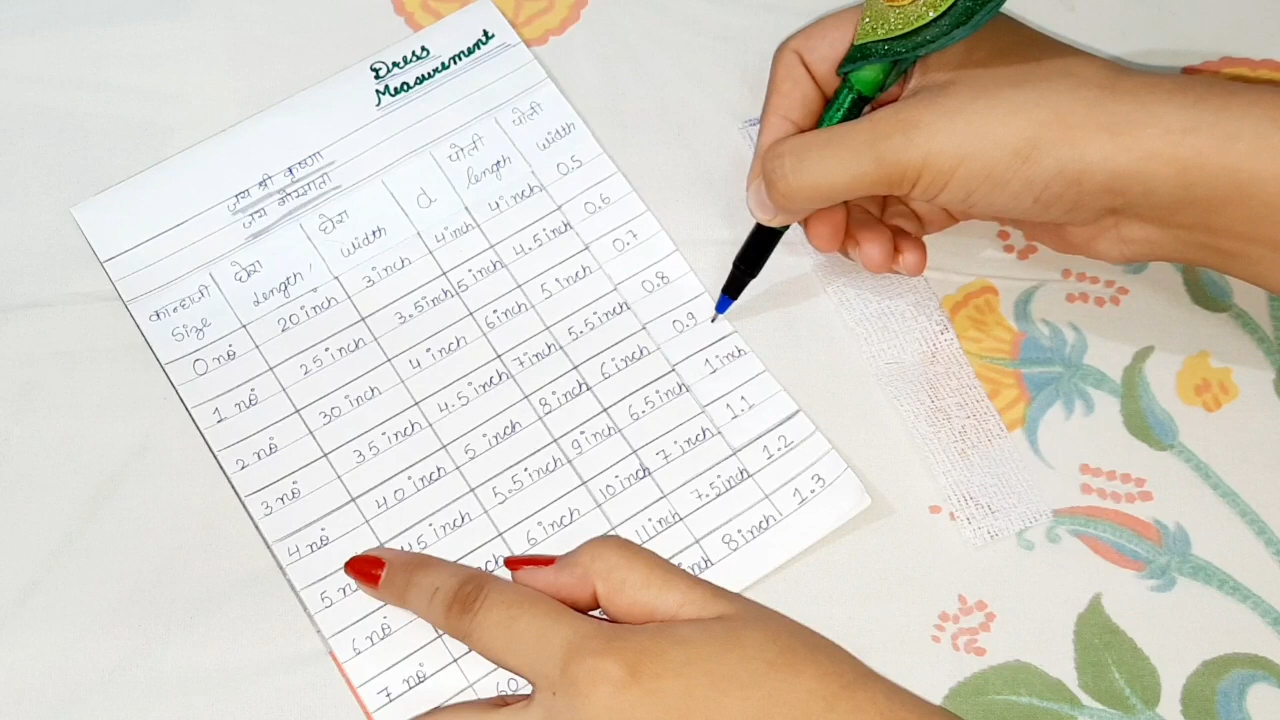 Dress
Measurement
जय श्री कृष्णा
जय
कान्हाजी Size घेरा Length घेरा width d चोली length चोली width
0 no 20 inch 3 inch 4 inch 4 inch 0.5
1 no 25 inch 3.5 inch 5 inch 4.5 inch 0.6
2 no 30 inch 4 inch 6 inch 5 inch 0.7
3 no 35 inch 4.5 inch 7 inch 5.5 inch 0.8
4 no 40 inch 5 inch 8 inch 6 inch 0.9
5 45 inch 5.5 inch 9 inch 6.5 inch 1 inch
6 no 6 inch 10 inch 7 inch 1.1
7 no 11 inch 7.5 inch 1.2
60 8 inch 1.3